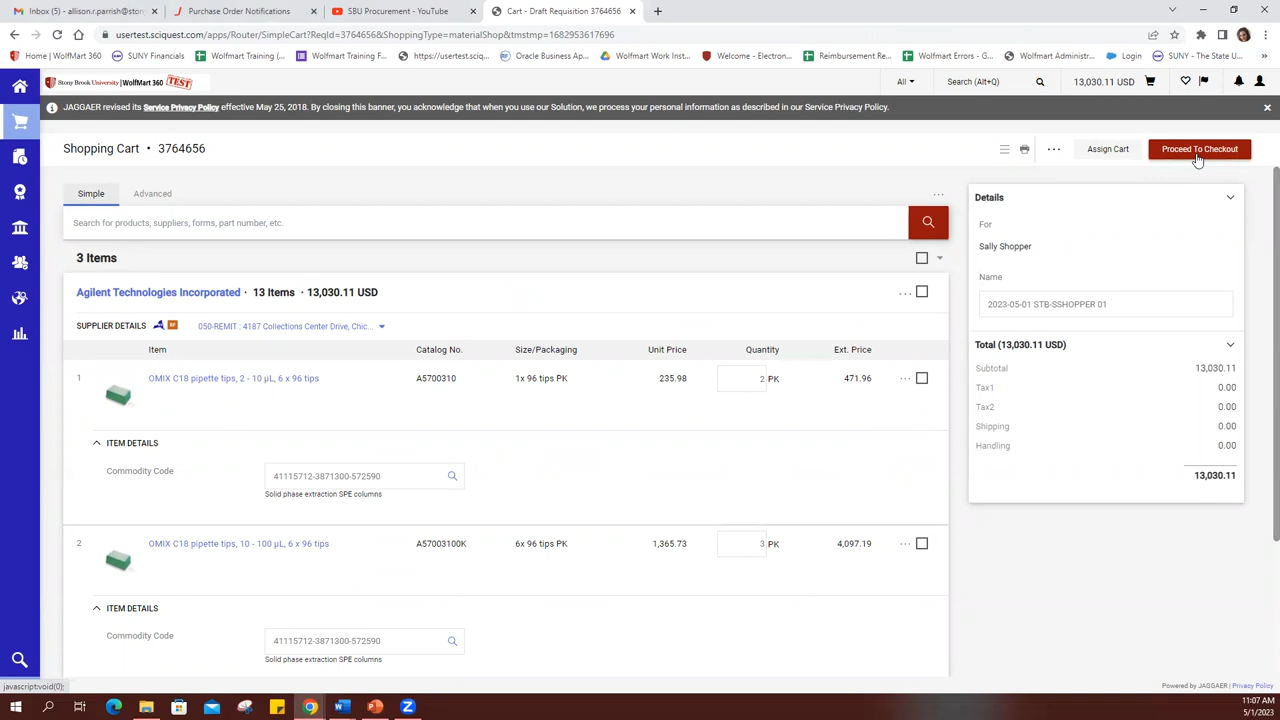 Inbox (5) - allison.r.parrish@stony
Purchase Order Notifications
SBU Procurement - YouTube
Cart - Draft Requisition 3764656
usertest.sciquest.com/apps/Router/SimpleCart?ReqId=3764656&ShoppingType=materialShop&tmstmp=1682953617696
Home | WolfMart 360
SUNY Financials
WolfMart Training (...
WolfMart Training F...
https://usertest.sciq...
Oracle Business Ap...
WolfMart Work Inst...
Welcome - Electron...
Reimbursement Re...
Wolfmart Errors - G...
Wolfmart Administr...
Login
SUNY - The State U...
Stony Brook University | WolfMart 360 TEST
All
Search (Alt+Q)
13,030.11 USD
JAGGAER revised its Service Privacy Policy effective May 25, 2018. By closing this banner, you acknowledge that when you use our Solution, we process your personal information as described in our Service Privacy Policy.
Shopping Cart • 3764656
Assign Cart
Proceed To Checkout
Simple
Advanced
Search for products, suppliers, forms, part number, etc.
3 Items
Agilent Technologies Incorporated · 13 Items · 13,030.11 USD
SUPPLIER DETAILS
050-REMIT : 4187 Collections Center Drive, Chic...
Item
Catalog No.
Size/Packaging
Unit Price
Quantity
Ext. Price
1
OMIX C18 pipette tips, 2 - 10 µL, 6 x 96 tips
A5700310
1x 96 tips PK
235.98
2 PK
471.96
ITEM DETAILS
Commodity Code
41115712-3871300-572590
Solid phase extraction SPE columns
2
OMIX C18 pipette tips, 10 - 100 µL, 6 x 96 tips
A57003100K
6x 96 tips PK
1,365.73
3 PK
4,097.19
ITEM DETAILS
Commodity Code
41115712-3871300-572590
Solid phase extraction SPE columns
Details
For
Sally Shopper
Name
2023-05-01 STB-SSHOPPER 01
Total (13,030.11 USD)
Subtotal
13,030.11
Tax1
0.00
Tax2
0.00
Shipping
0.00
Handling
0.00
13,030.11
javascript:void(0);
Powered by JAGGAER | Privacy Policy
11:07 AM
5/1/2023